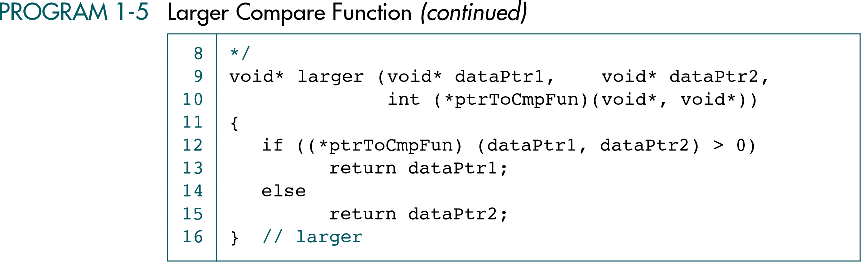 PROGRAM 1-5 Larger Compare Function (continued)
8 */
9 void* larger (void* dataPtr1,    void* dataPtr2,
10               int (*ptrToCmpFun)(void*, void*))
11 {
12    if ((*ptrToCmpFun) (dataPtr1, dataPtr2) > 0)
13          return dataPtr1;
14    else
15          return dataPtr2;
16 }  // larger